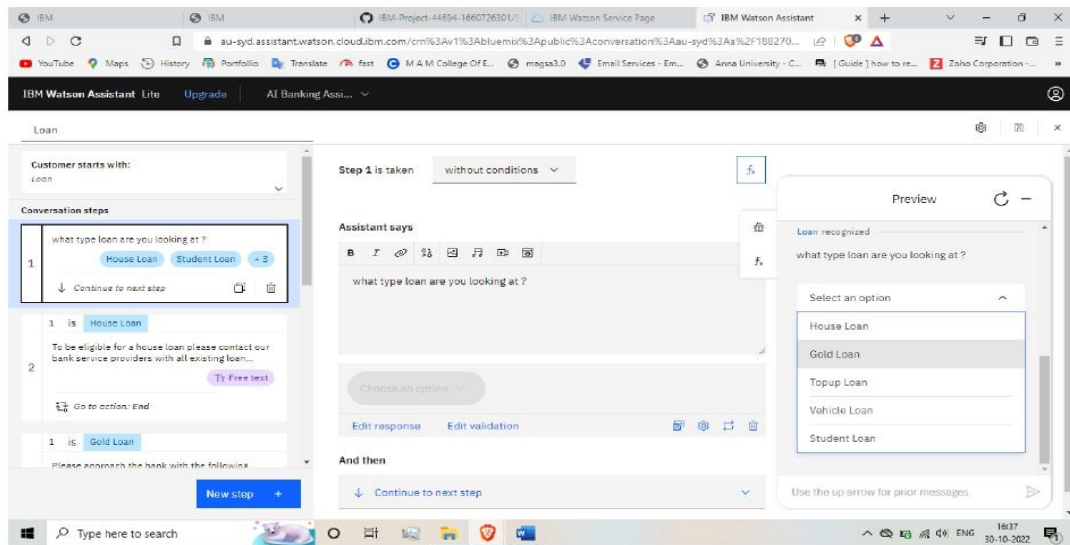 IBM
IBM
IBM-Project-44694-1660726301/
IBM Watson Service Page
IBM Watson Assistant
au-syd.assistant.watson.cloud.ibm.com/crn%3Av1%3Abluemix%3Apublic%3Aconversation%3Aau-syd%3Aa%2F188270...
YouTube Maps History Portfollio Translate fast M A M College Of E... magsa3.0 Email Services - Em... Anna University - C... [Guide] how to re... Zoho Corporation -...
IBM Watson Assistant Lite Upgrade AI Banking Assi...
Loan
Customer starts with:
Loan
Conversation steps
1
what type loan are you looking at ?
House Loan Student Loan + 3
Continue to next step
2
1 is House Loan
To be eligible for a house loan please contact our
bank service providers with all existing loan...
Free text
Go to action: End
1 is Gold Loan
Please approach the bank with the following
New step +
Step 1 is taken without conditions
Assistant says
B I
what type loan are you looking at ?
Choose an option
Edit response Edit validation
And then
Continue to next step
Preview
Loan recognized
what type loan are you looking at ?
Select an option
House Loan
Gold Loan
Topup Loan
Vehicle Loan
Student Loan
Use the up arrow for prior messages
Type here to search
ENG
16:37
30-10-2022